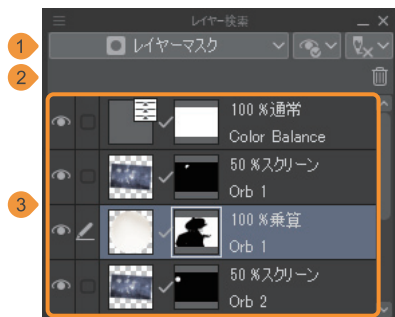 レイヤー検索
1
レイヤーマスク
2
100 %通常
Color Balance
50 %スクリーン
Orb 1
3
100 %乗算
Orb 1
50 %スクリーン
Orb 2